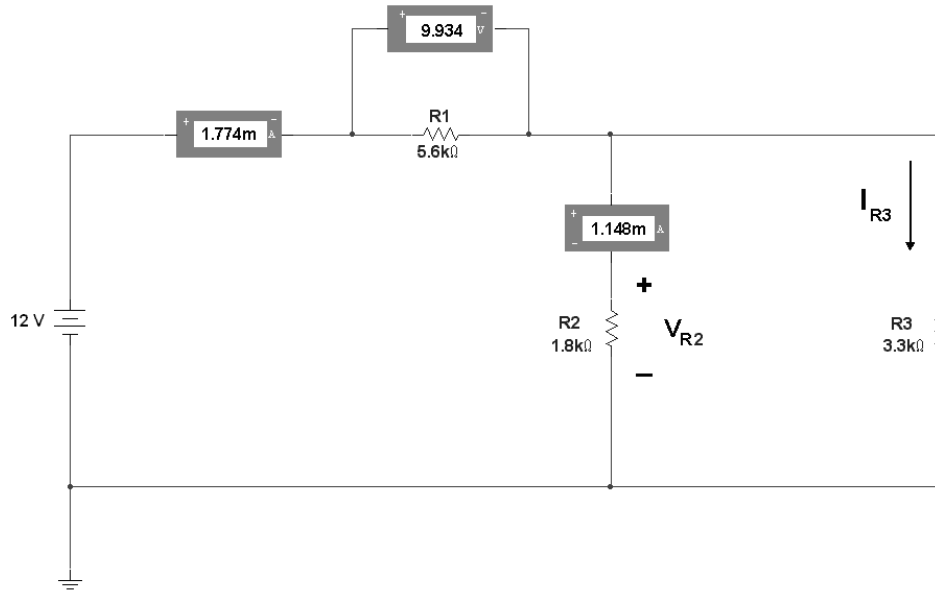 + −
9.934 V
+ −
1.774m A
R1
5.6kΩ
I R3
+
−
1.148m A
+
12 V
R2
1.8kΩ
V R2
R3
3.3kΩ
−